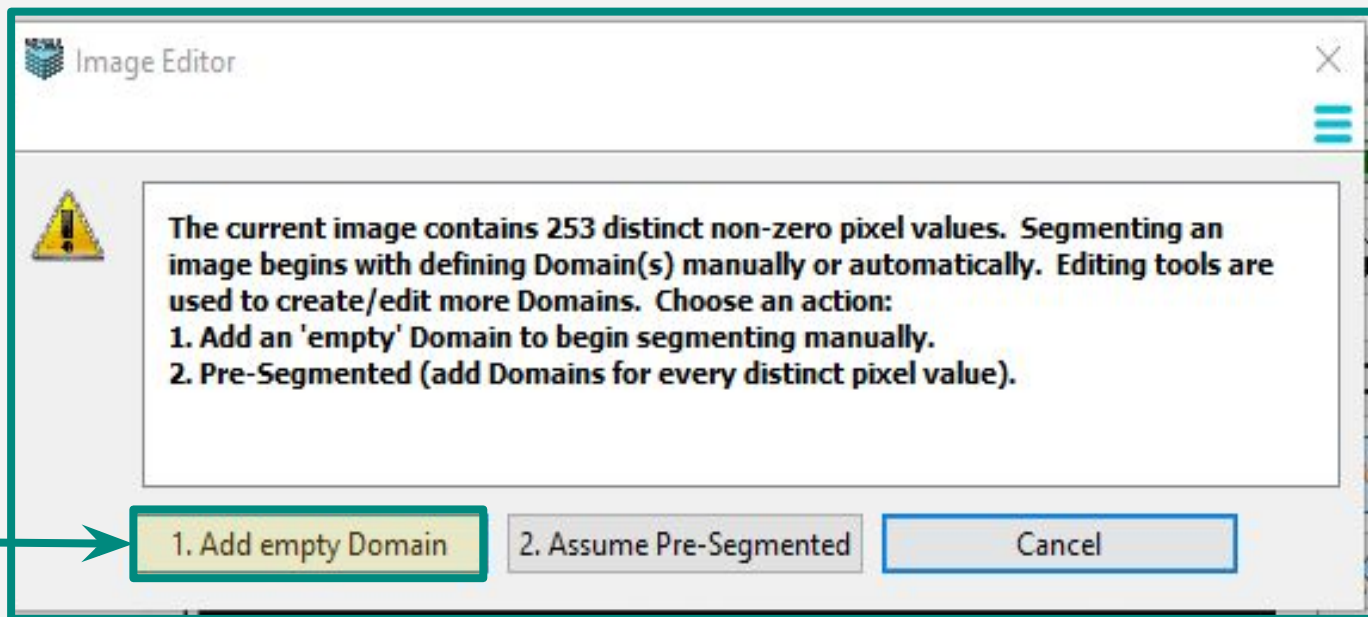 Image Editor
The current image contains 253 distinct non-zero pixel values. Segmenting an
image begins with defining Domain(s) manually or automatically. Editing tools are
used to create/edit more Domains. Choose an action:
1. Add an 'empty' Domain to begin segmenting manually.
2. Pre-Segmented (add Domains for every distinct pixel value).
1. Add empty Domain
2. Assume Pre-Segmented
Cancel